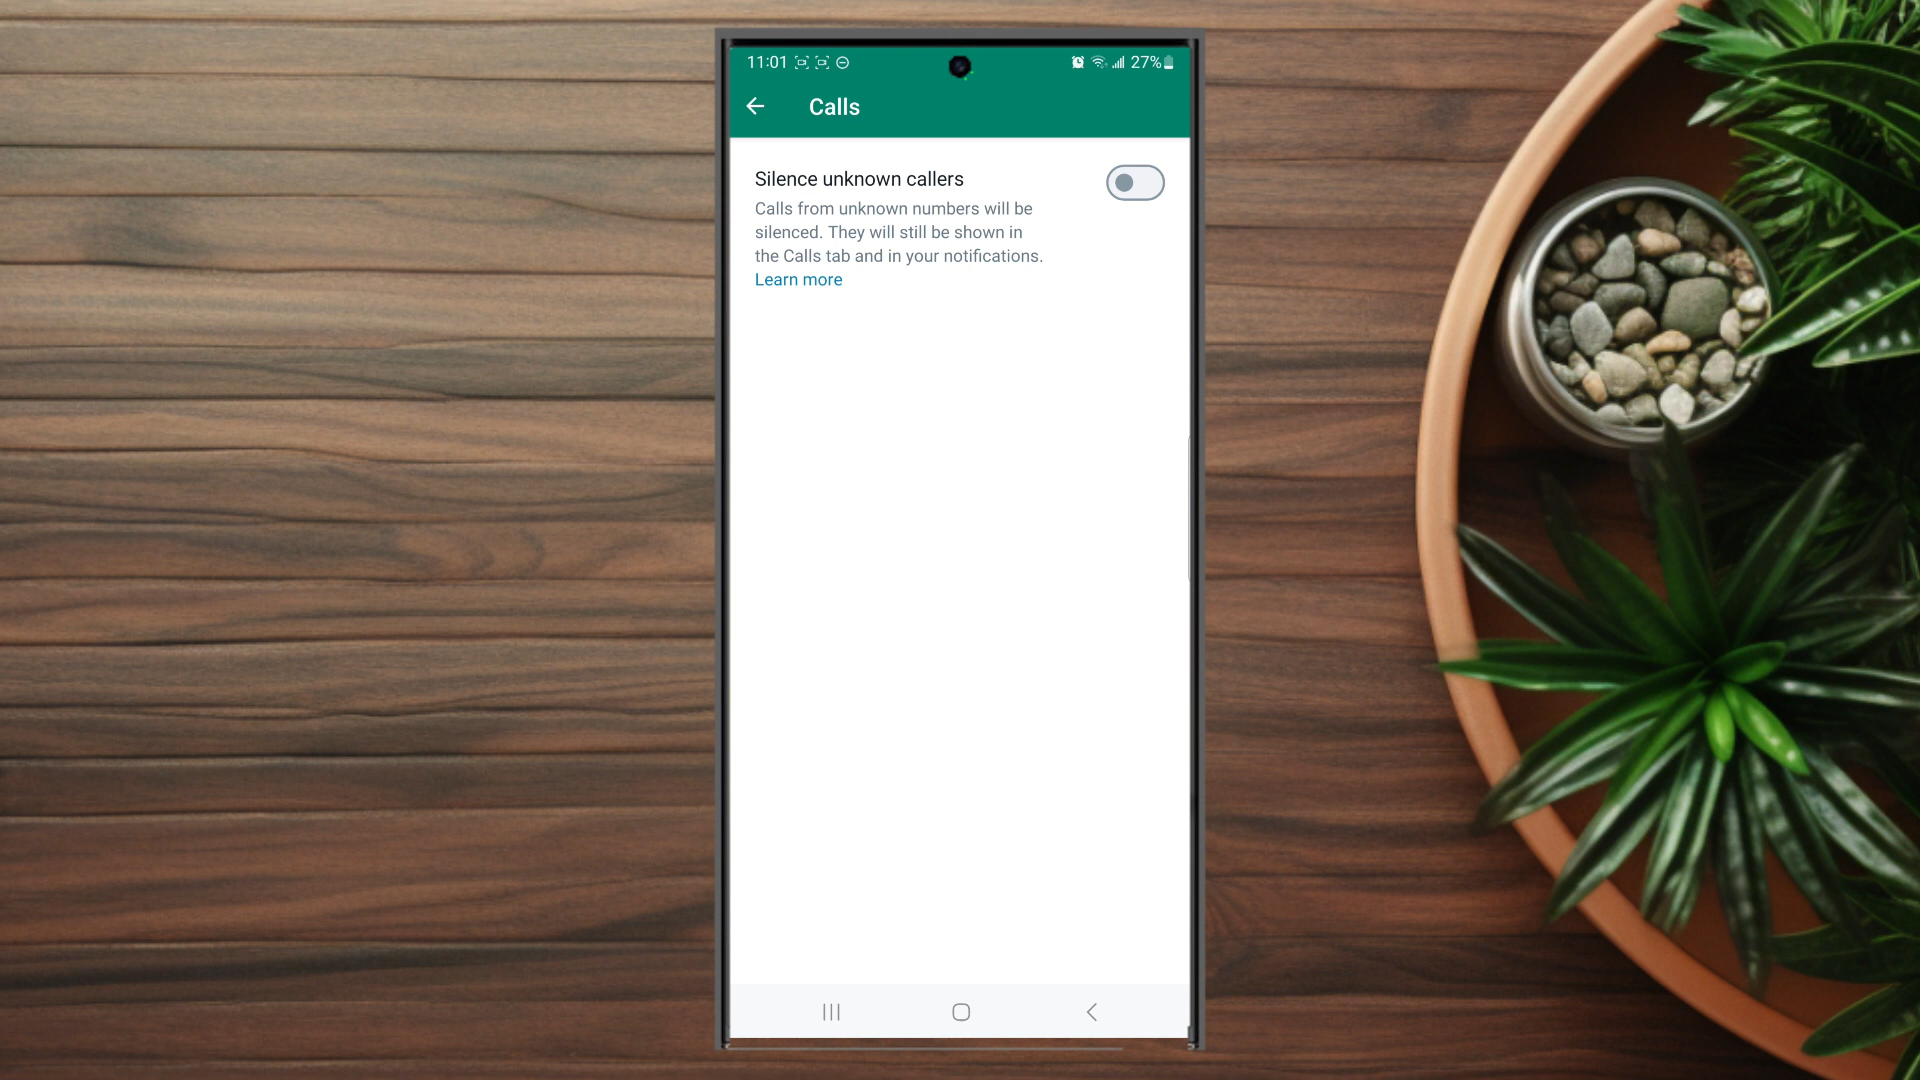 11:01 27%
Calls
Silence unknown callers
Calls from unknown numbers will be
silenced. They will still be shown in
the Calls tab and in your notifications.
Learn more